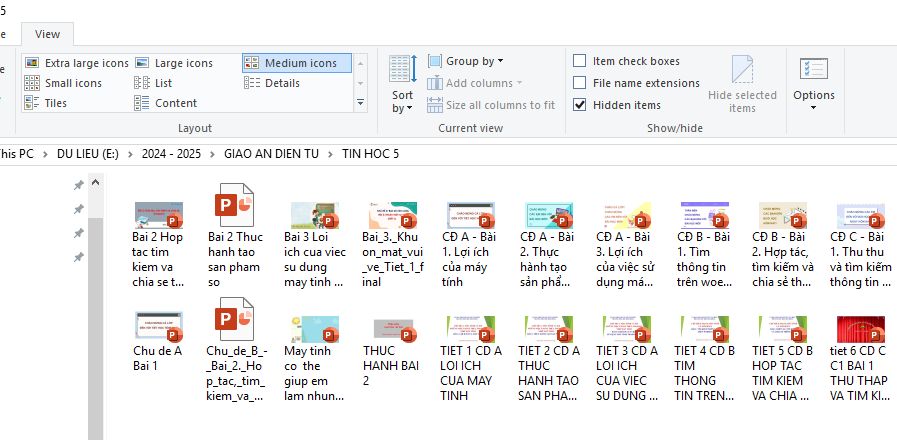 5
e
View
Extra large icons
Large icons
Medium icons
Small icons
List
Details
Tiles
Content
Layout
Sort by
Group by
Add columns
Size all columns to fit
Current view
Item check boxes
File name extensions
Hidden items
Hide selected items
Show/hide
Options
his PC > DU LIEU (E:) > 2024 - 2025 > GIAO AN DIEN TU > TIN HOC 5
Bai 2 Hop
tac tim
kiem va
chia se t...
Bai 2 Thuc
hanh tao
san pham
so
Bai 3 Loi
ich cua viec
su dung
may tinh ...
Bai_3._Khu
on_mat_vui
_ve_Tiet_1_f
inal
CĐ A - Bài
1. Lợi ích
của máy
tính
CĐ A - Bài
2. Thực
hành tạo
sản phẩ...
CĐ A - Bài
3. Lợi ích
của việc sử
dụng má...
CĐ B - Bài
1. Tìm
thông tin
trên woe...
CĐ B - Bài
2. Hợp tác,
tìm kiếm và
chia sẻ th...
CĐ C - Bài
1. Thu thu
và tìm kiếm
thông tin ...
Chu de A
Bai 1
Chu_de_B_-
_Bai_2._Ho
p_tac,_tim_
kiem_va_...
May tinh
co the
giup em
lam nhun...
THUC
HANH BAI
2
TIET 1 CD A
LOI ICH
CUA MAY
TINH
TIET 2 CD A
THUC
HANH TAO
SAN PHA...
TIET 3 CD A
LOI ICH
CUA VIEC
SU DUNG ...
TIET 4 CD B
TIM
THONG
TIN TREN...
TIET 5 CD B
HOP TAC
TIM KIEM
VA CHIA ...
tiet 6 CD C
C1 BAI 1
THU THAP
VA TIM KI...